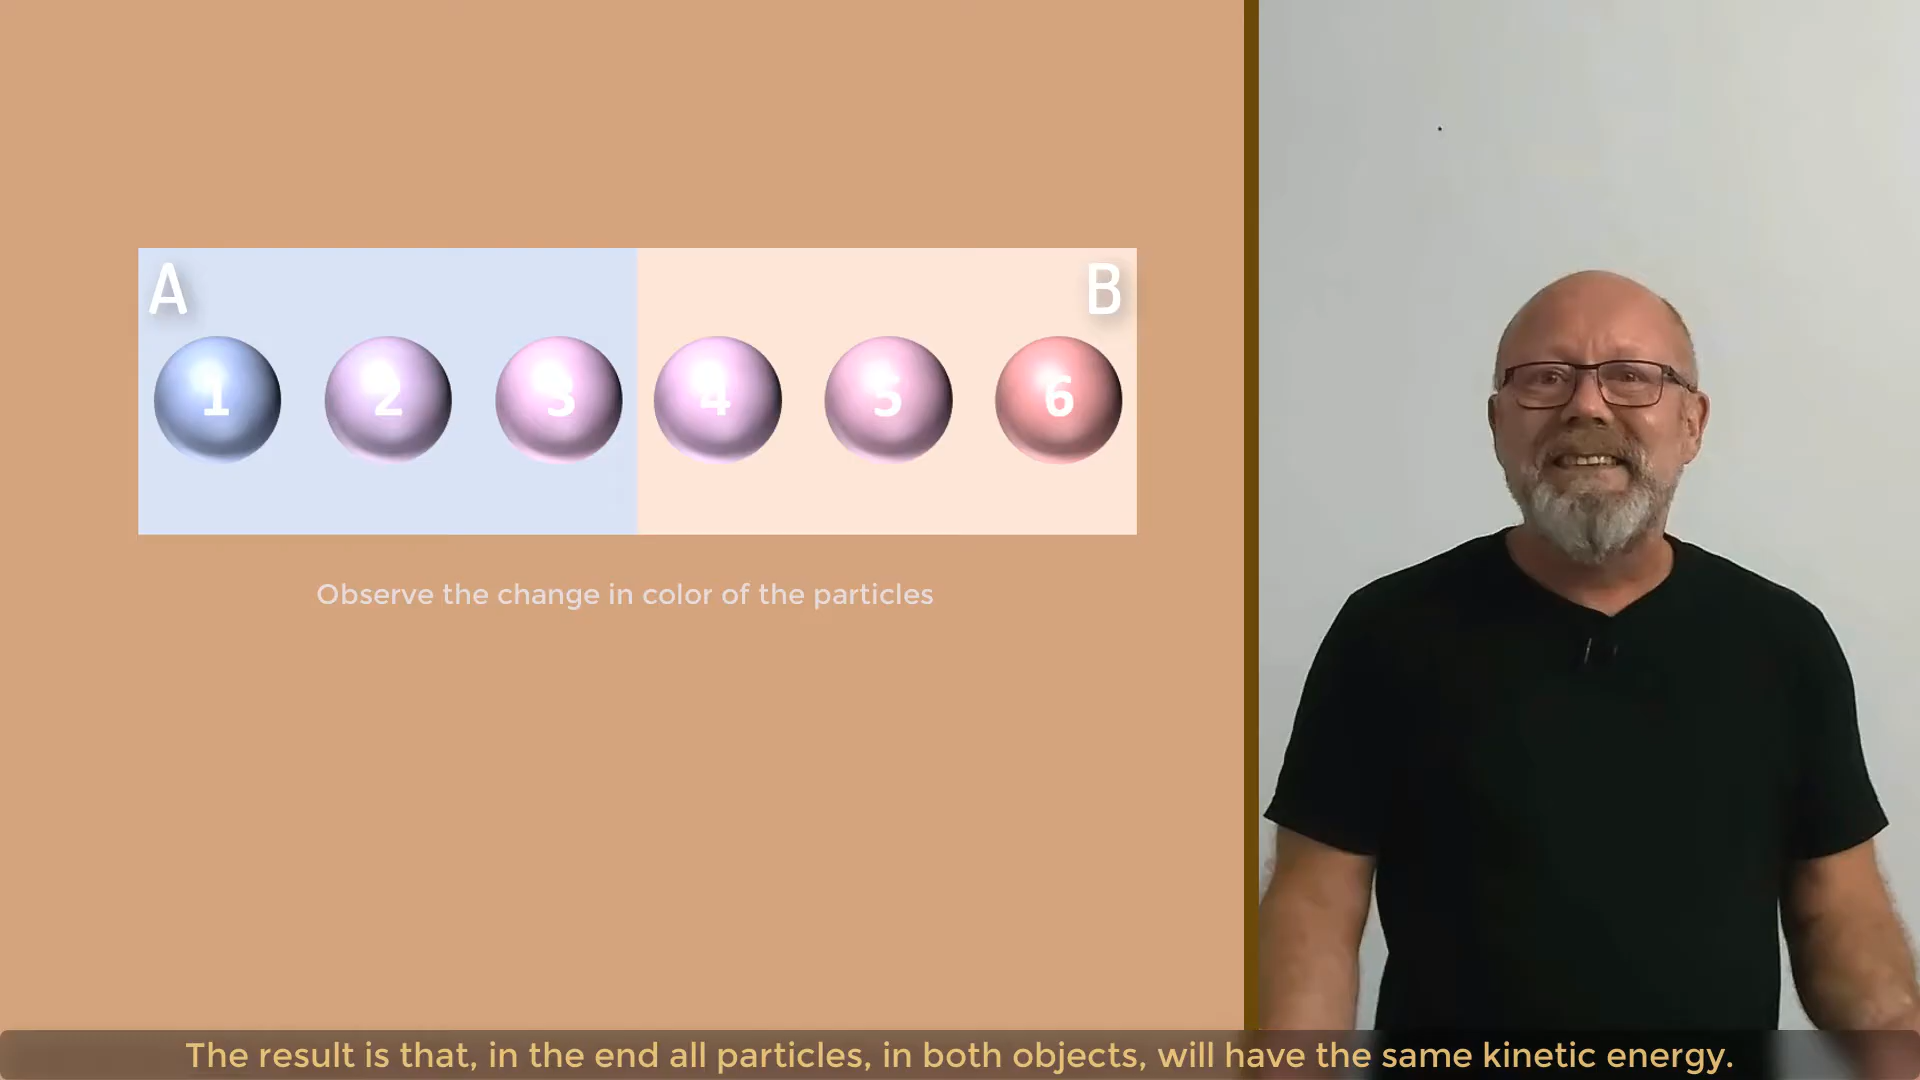 A B
1 2 3 4 5 6
Observe the change in color of the particles
The result is that, in the end all particles, in both objects, will have the same kinetic energy.